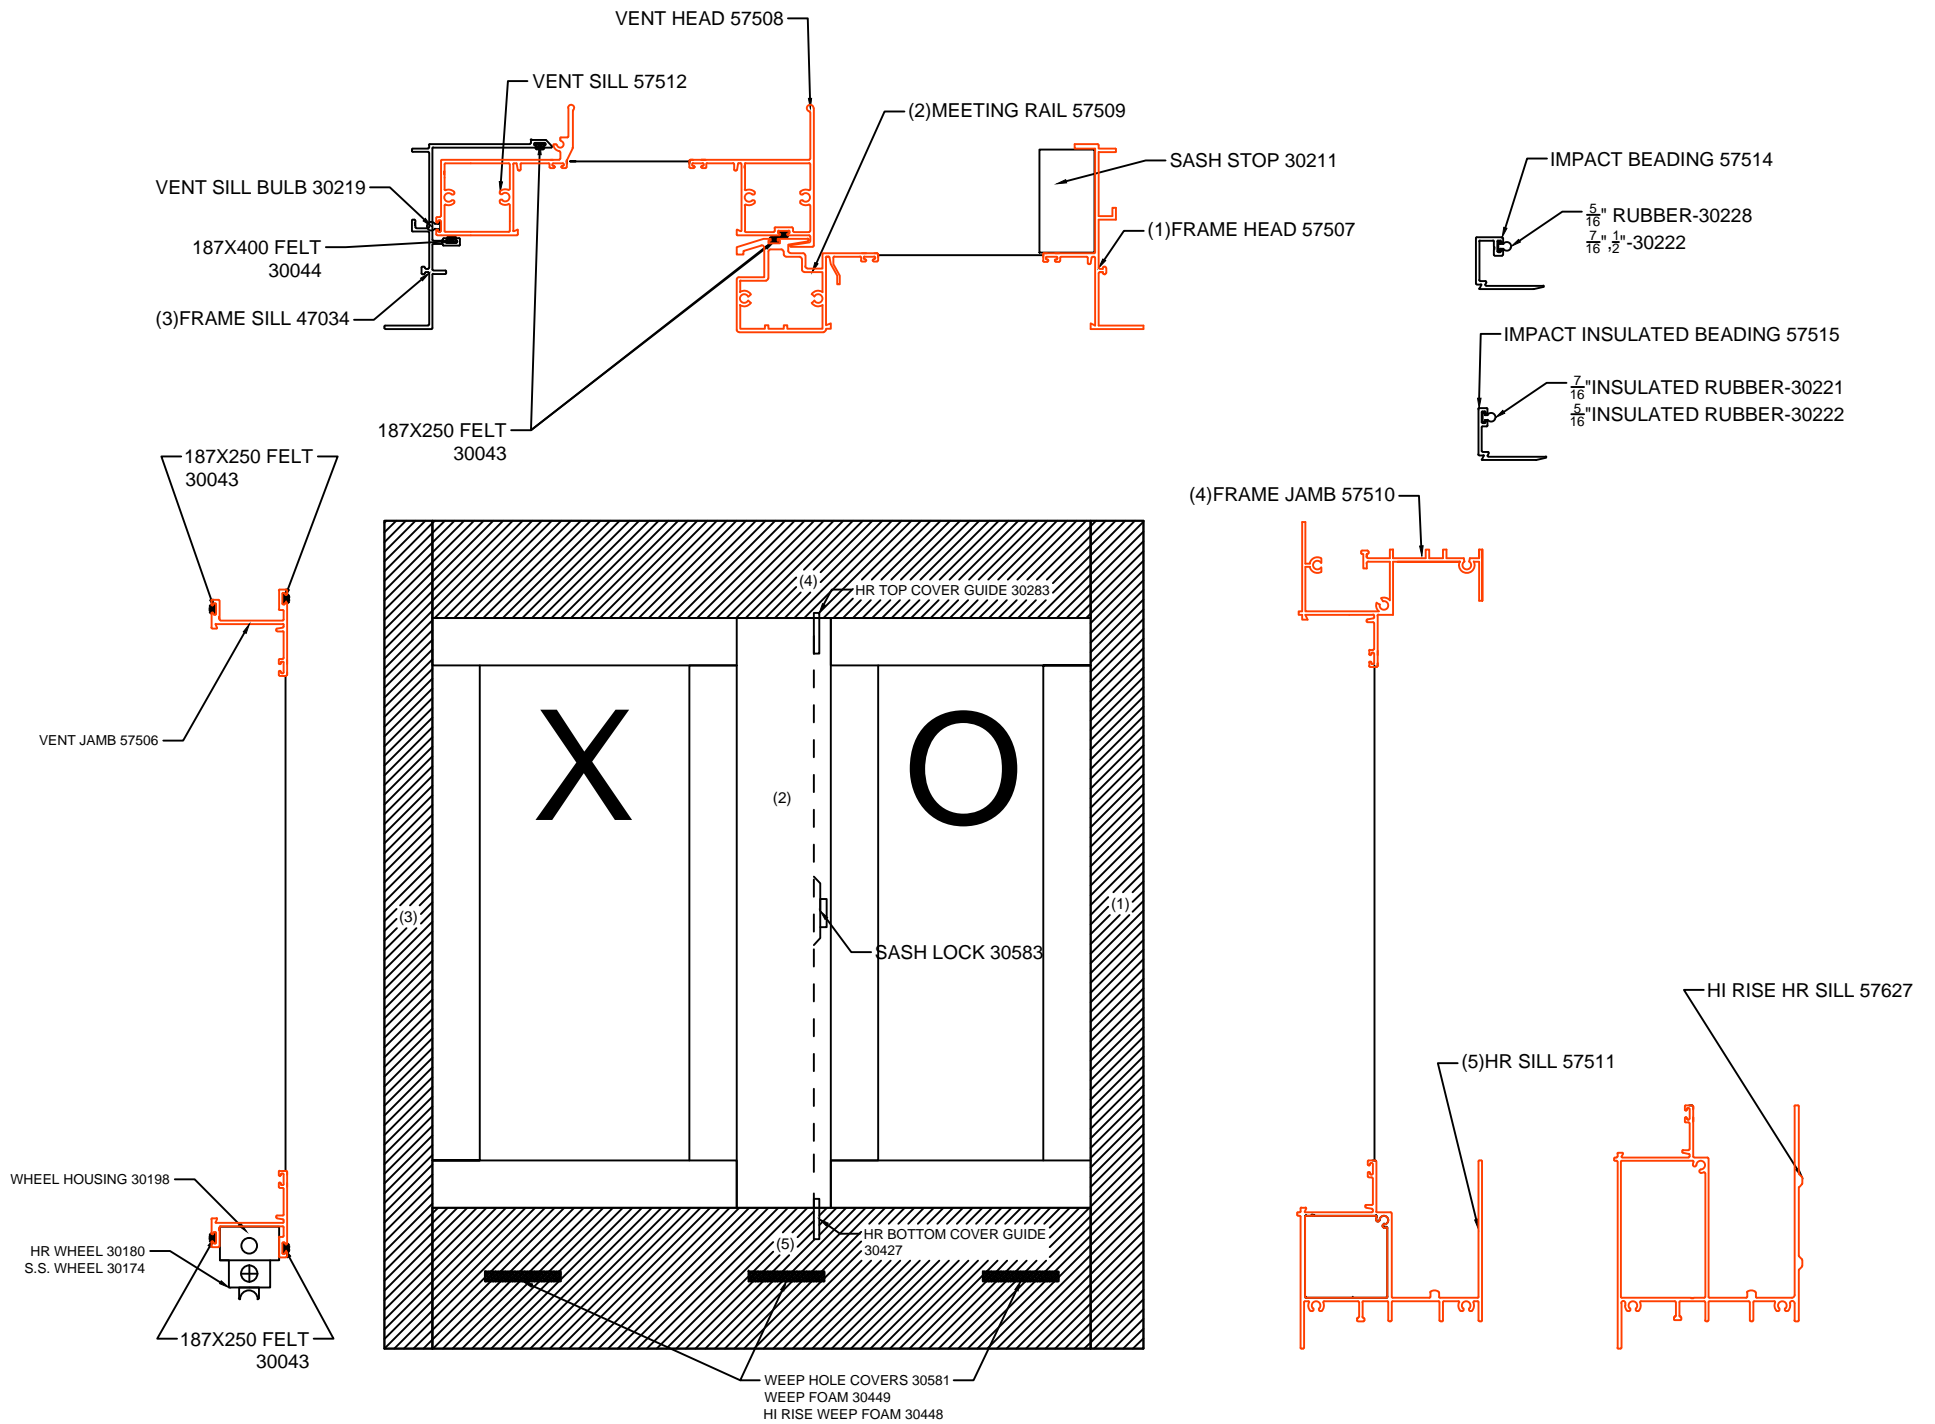 VENT HEAD 57508
VENT SILL 57512
(2)MEETING RAIL 57509
SASH STOP 30211
VENT SILL BULB 30219
187X400 FELT
30044
(1)FRAME HEAD 57507
(3)FRAME SILL 47034
187X250 FELT
30043
IMPACT BEADING 57514
5/16" RUBBER-30228
7/16",1/2"-30222
IMPACT INSULATED BEADING 57515
7/16"INSULATED RUBBER-30221
5/16"INSULATED RUBBER-30222
187X250 FELT
30043
(4)FRAME JAMB 57510
(4)
HR TOP COVER GUIDE 30283
VENT JAMB 57506
X
O
(2)
(3)
(1)
SASH LOCK 30583
HI RISE HR SILL 57627
(5)HR SILL 57511
WHEEL HOUSING 30198
HR WHEEL 30180
S.S. WHEEL 30174
(5)
HR BOTTOM COVER GUIDE
30427
187X250 FELT
30043
WEEP HOLE COVERS 30581
WEEP FOAM 30449
HI RISE WEEP FOAM 30448